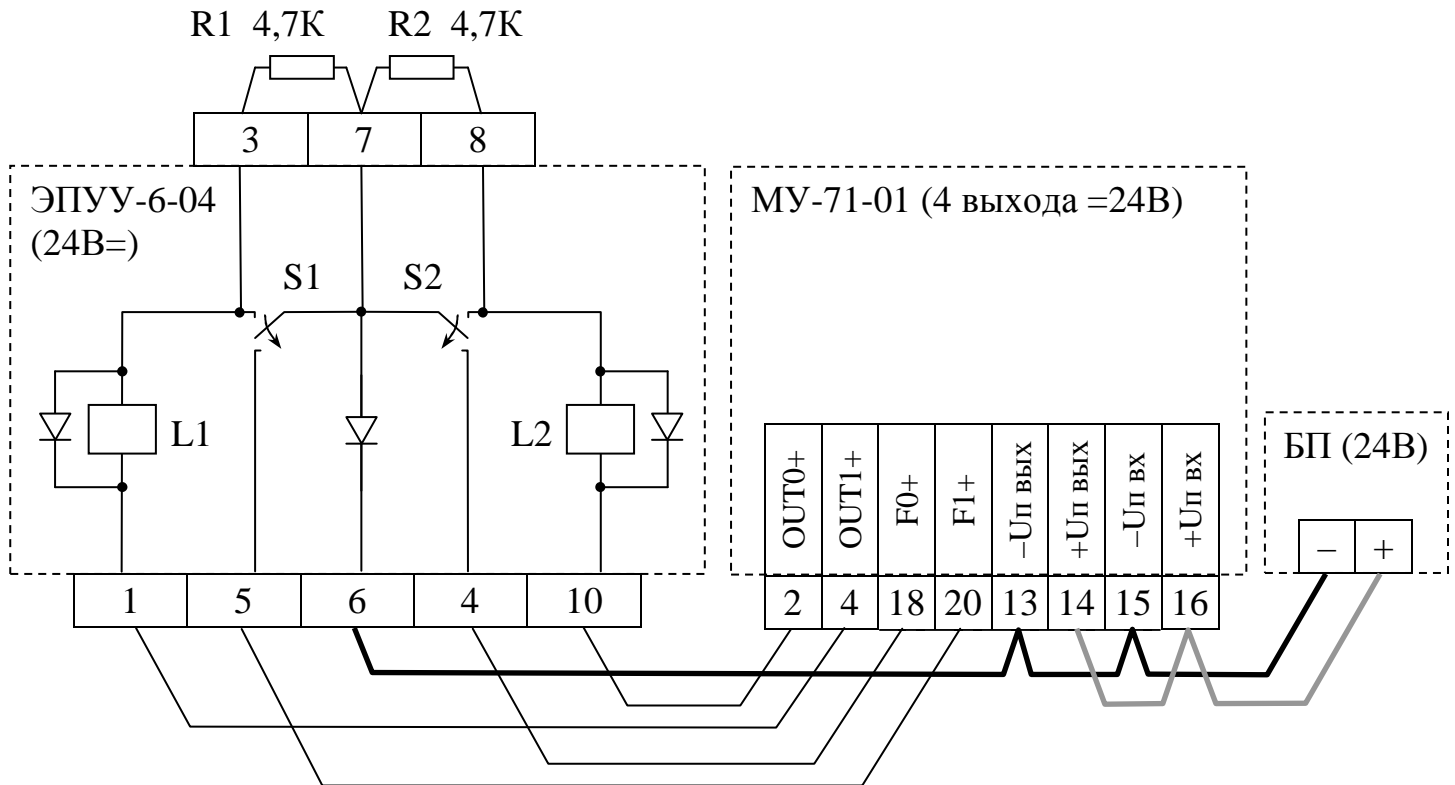 R1 4,7К R2 4,7К
3 7 8
ЭПУУ-6-04
(24В=)
МУ-71-01 (4 выхода =24В)
S1 S2
L1 L2
БП (24В)
OUT0+
OUT1+
F0+
F1+
–Uп вых
+Uп вых
–Uп вх
+Uп вх
– +
1 5 6 4 10
2 4 18 20 13 14 15 16